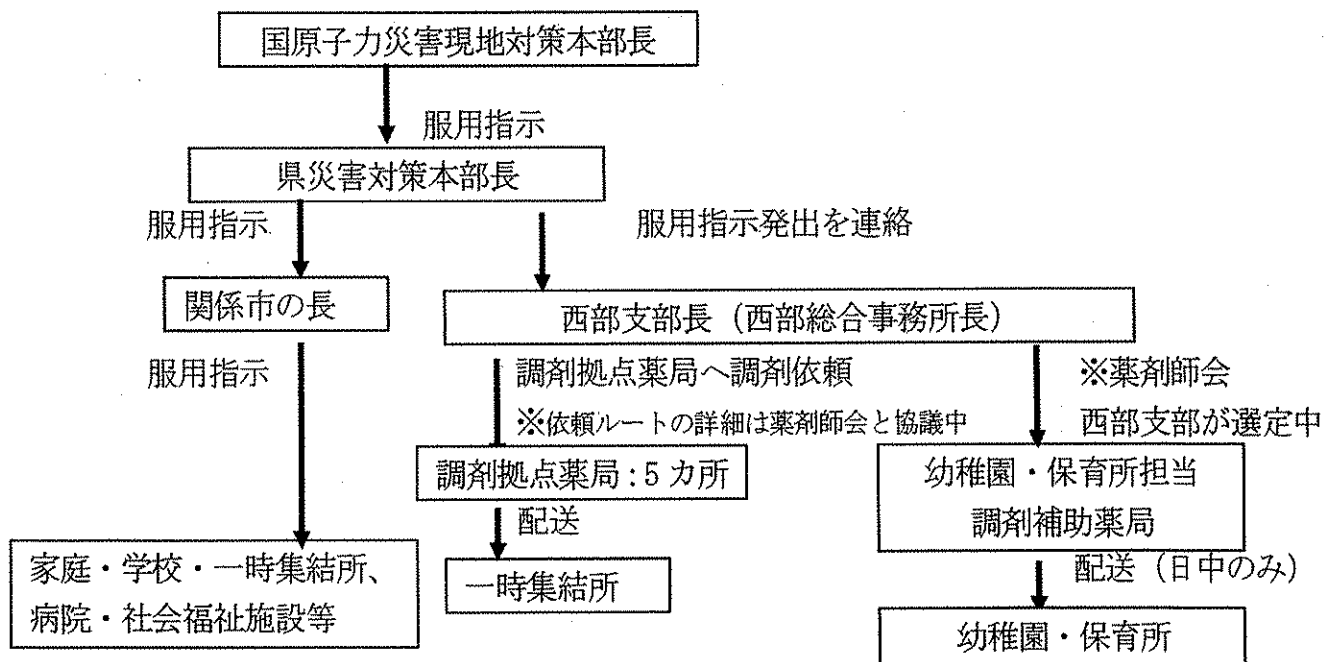 国原子力災害現地対策本部長
服用指示
県災害対策本部長
服用指示
服用指示発出を連絡
関係市の長
西部支部長（西部総合事務所長）
服用指示
調剤拠点薬局へ調剤依頼
※依頼ルートの詳細は薬剤師会と協議中
※薬剤師会
西部支部が選定中
調剤拠点薬局:5カ所
幼稚園・保育所担当
調剤補助薬局
配送
配送（日中のみ）
家庭・学校・一時集結所、
病院・社会福祉施設等
一時集結所
幼稚園・保育所